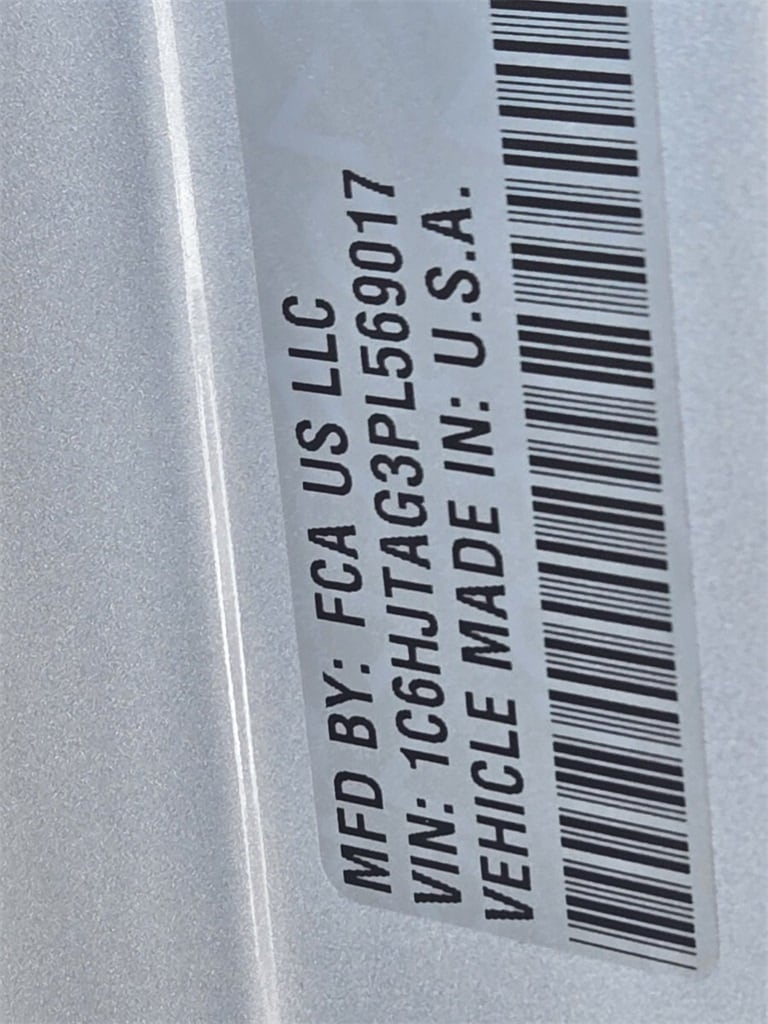 MFD BY: FCA US LLC
VIN: 1C6HJTAG3PL569017
VEHICLE MADE IN: U.S.A.